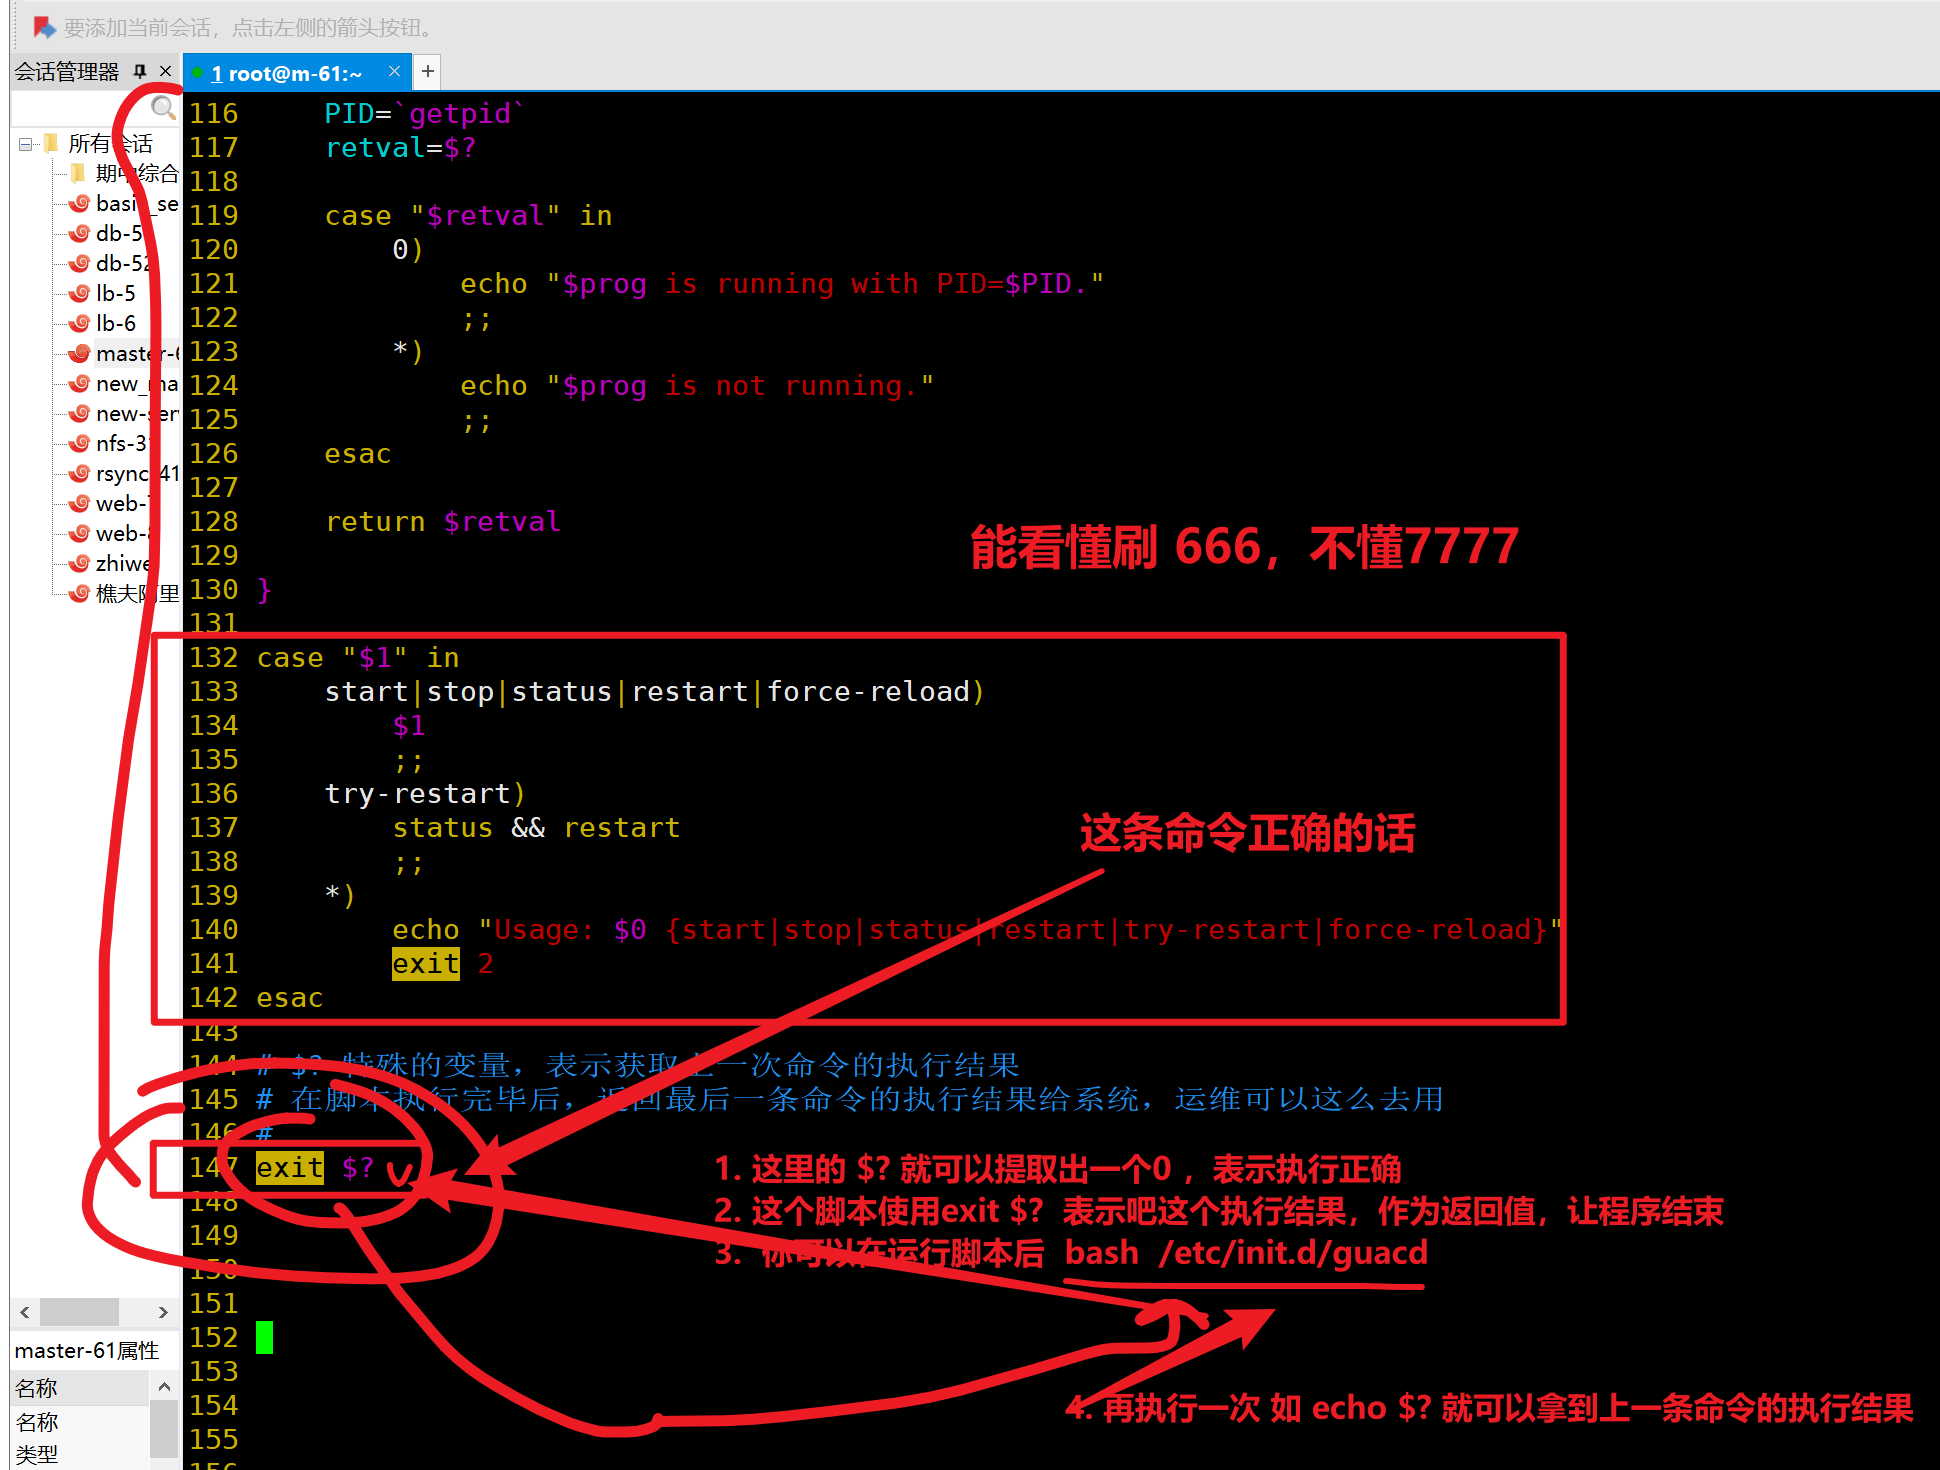 要添加当前会话，点击左侧的箭头按钮。
会话管理器
1 root@m-61:~
所有会话
期中综合
basic_se
db-5
db-52
lb-5
lb-6
master-6
new_ma
new-serv
nfs-31
rsync-41
web-7
web-8
zhiwe
樵夫阿里
master-61属性
名称
名称
类型
116 PID=`getpid`
117 retval=$?
118
119 case "$retval" in
120 0)
121 echo "$prog is running with PID=$PID."
122 ;;
123 *)
124 echo "$prog is not running."
125 ;;
126 esac
127
128 return $retval
129
能看懂刷 666，不懂7777
130 }
131
132 case "$1" in
133 start|stop|status|restart|force-reload)
134 $1
135 ;;
136 try-restart)
137 status && restart
这条命令正确的话
138 ;;
139 *)
140 echo "Usage: $0 {start|stop|status|restart|try-restart|force-reload}"
141 exit 2
142 esac
143
144 # $? 特殊的变量，表示获取上一次命令的执行结果
145 # 在脚本执行完毕后，返回最后一条命令的执行结果给系统，运维可以这么去用
146 #
147 exit $?
1. 这里的 $? 就可以提取出一个0 ，表示执行正确
148
2. 这个脚本使用exit $? 表示吧这个执行结果，作为返回值，让程序结束
149
3. 你可以在运行脚本后 bash /etc/init.d/guacd
150
151
152
153
154
4. 再执行一次 如 echo $? 就可以拿到上一条命令的执行结果
155
156